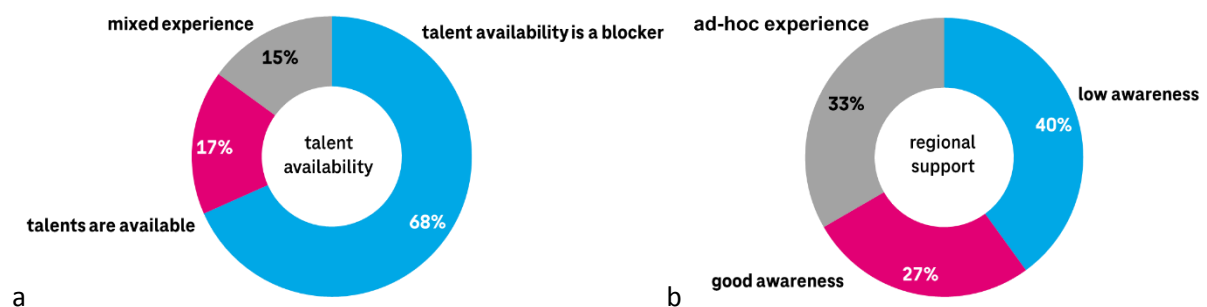 mixed experience
15%
talent availability is a blocker
17%
talent
availability
talents are available
68%
a
ad-hoc experience
33%
low awareness
40%
regional
support
good awareness
27%
b